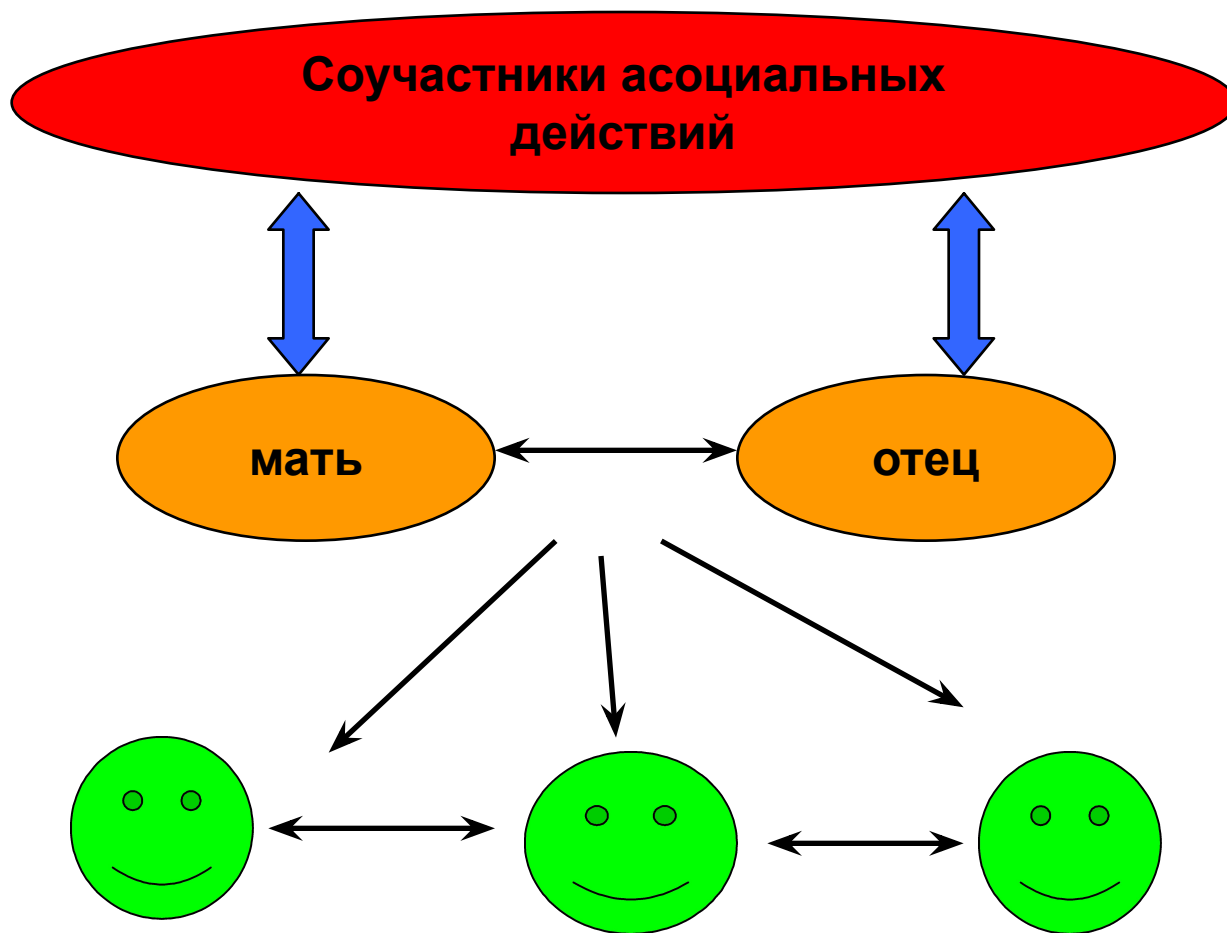 Соучастники асоциальных
действий
мать
отец